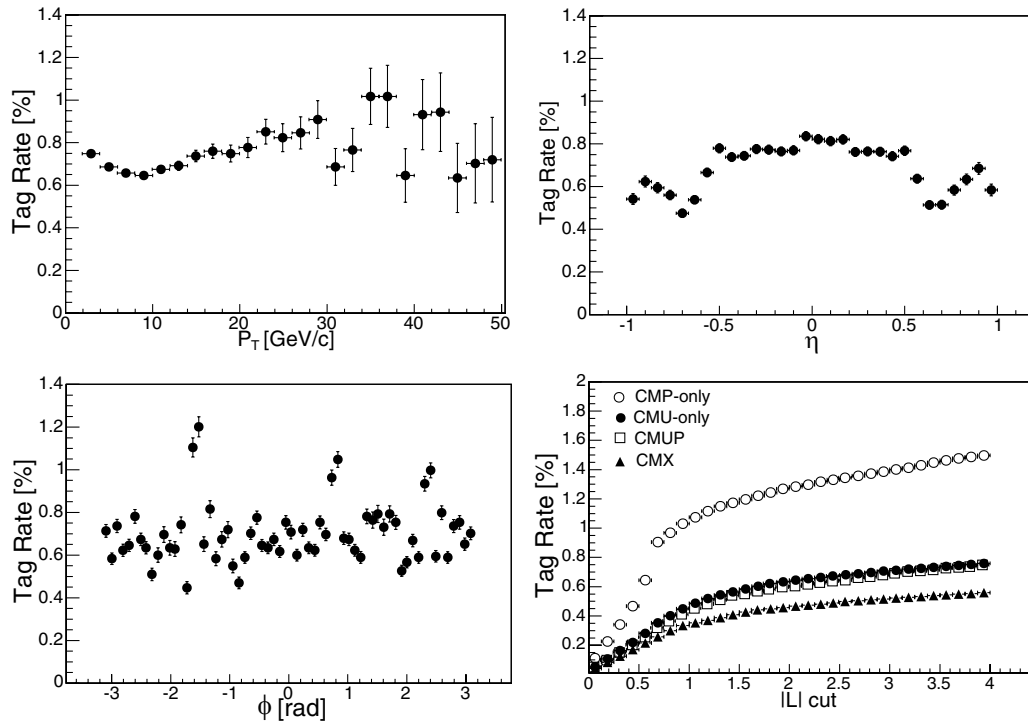 1.4
1.2
1
0.8
0.6
0.4
0.2
0
Tag Rate [%]
0 10 20 30 40 50
P_T [GeV/c]
1.4
1.2
1
0.8
0.6
0.4
0.2
0
Tag Rate [%]
-1 -0.5 0 0.5 1
η
1.4
1.2
1
0.8
0.6
0.4
0.2
0
Tag Rate [%]
-3 -2 -1 0 1 2 3
ϕ [rad]
2
1.8
1.6
1.4
1.2
1
0.8
0.6
0.4
0.2
Tag Rate [%]
CMP-only
CMU-only
CMUP
CMX
0 0.5 1 1.5 2 2.5 3 3.5 4
|L| cut